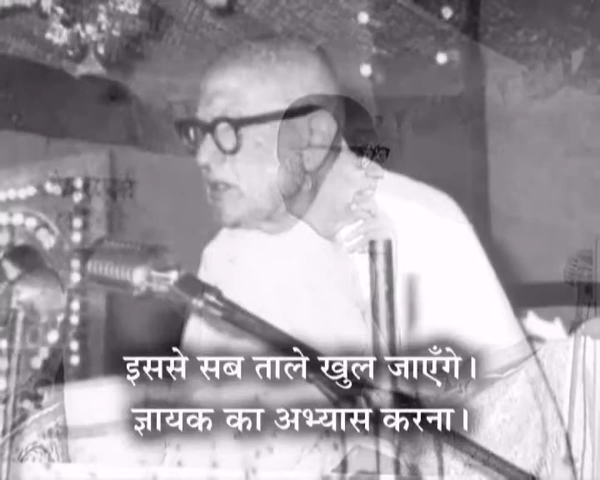 इससे सब ताले खुल जाएँगे।
ज्ञायक का अभ्यास करना।